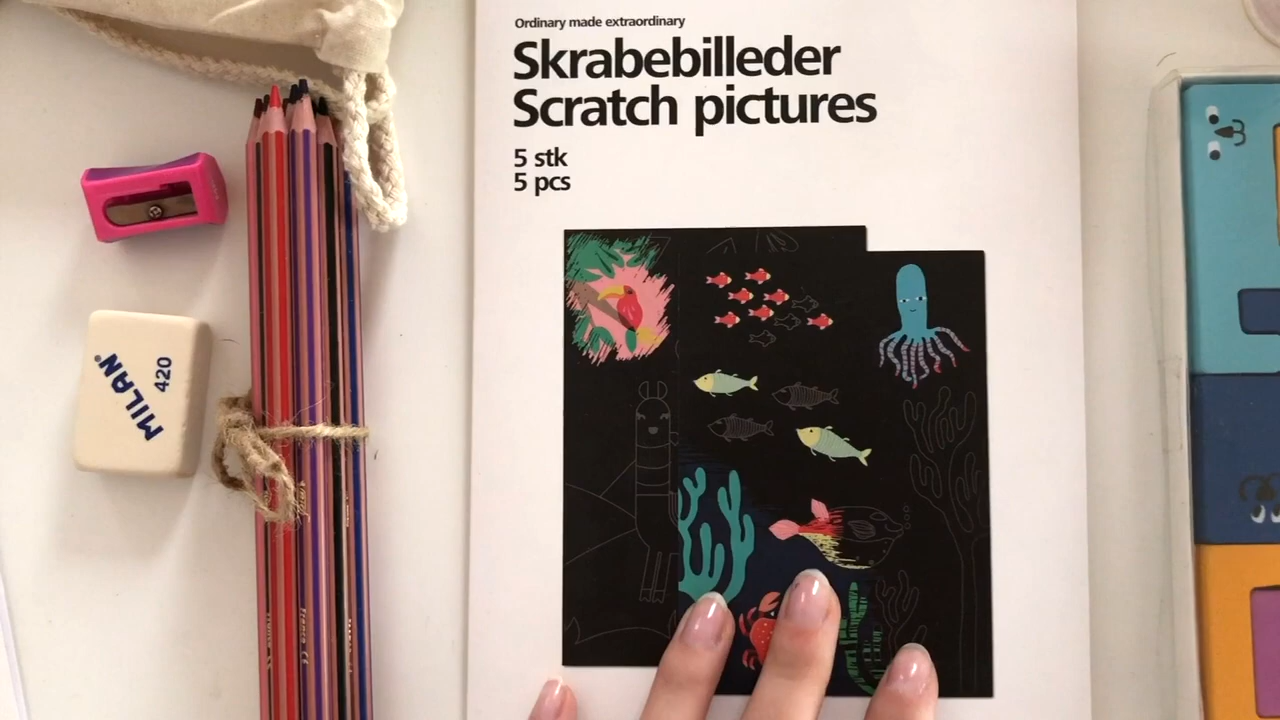 Ordinary made extraordinary
Skrabebilleder
Scratch pictures
5 stk
5 pcs
MILAN®
420